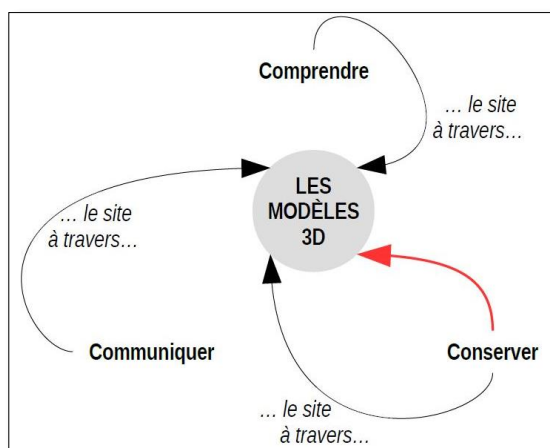 Comprendre
… le site
à travers…
LES
MODÈLES
3D
… le site
à travers…
Communiquer
Conserver
… le site
à travers…